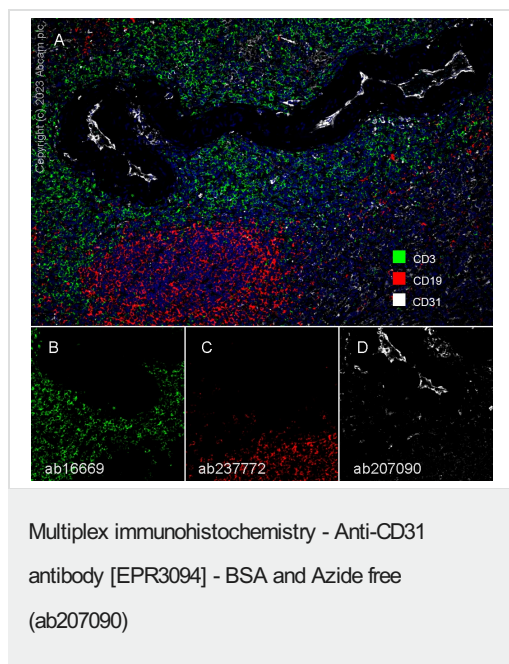 A
Copyright (c) 2023 Abcam plc.
CD3
CD19
CD31
B
C
D
ab16669
ab237772
ab207090
Multiplex immunohistochemistry - Anti-CD31
antibody [EPR3094] - BSA and Azide free
(ab207090)